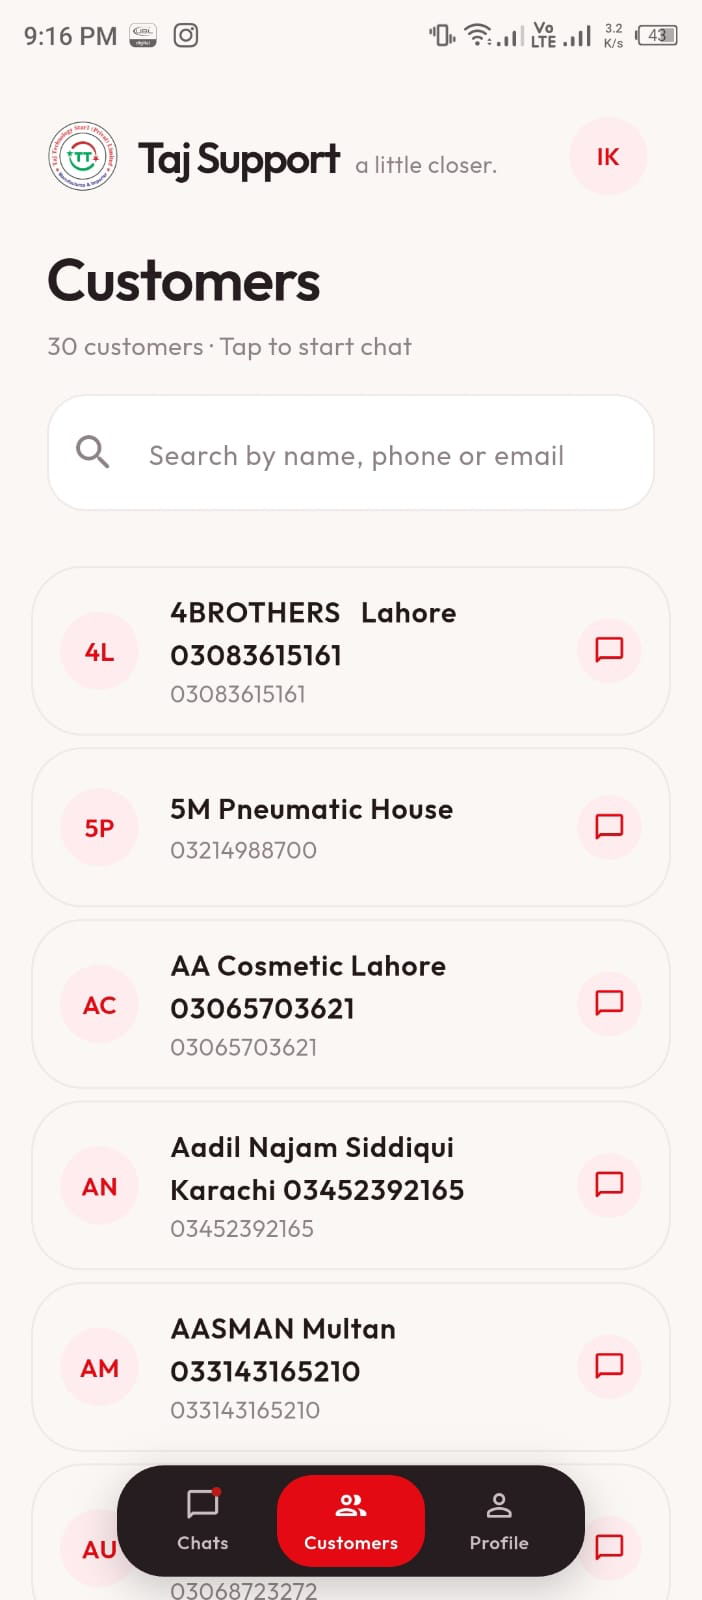 9:16 PM
Vo LTE
3.2 K/s
43
Taj Support a little closer.
IK
Customers
30 customers · Tap to start chat
Search by name, phone or email
4L
4BROTHERS  Lahore
03083615161
03083615161
5P
5M Pneumatic House
03214988700
AC
AA Cosmetic Lahore
03065703621
03065703621
AN
Aadil Najam Siddiqui
Karachi 03452392165
03452392165
AM
AASMAN Multan
033143165210
033143165210
AU
03068723272
Chats
Customers
Profile